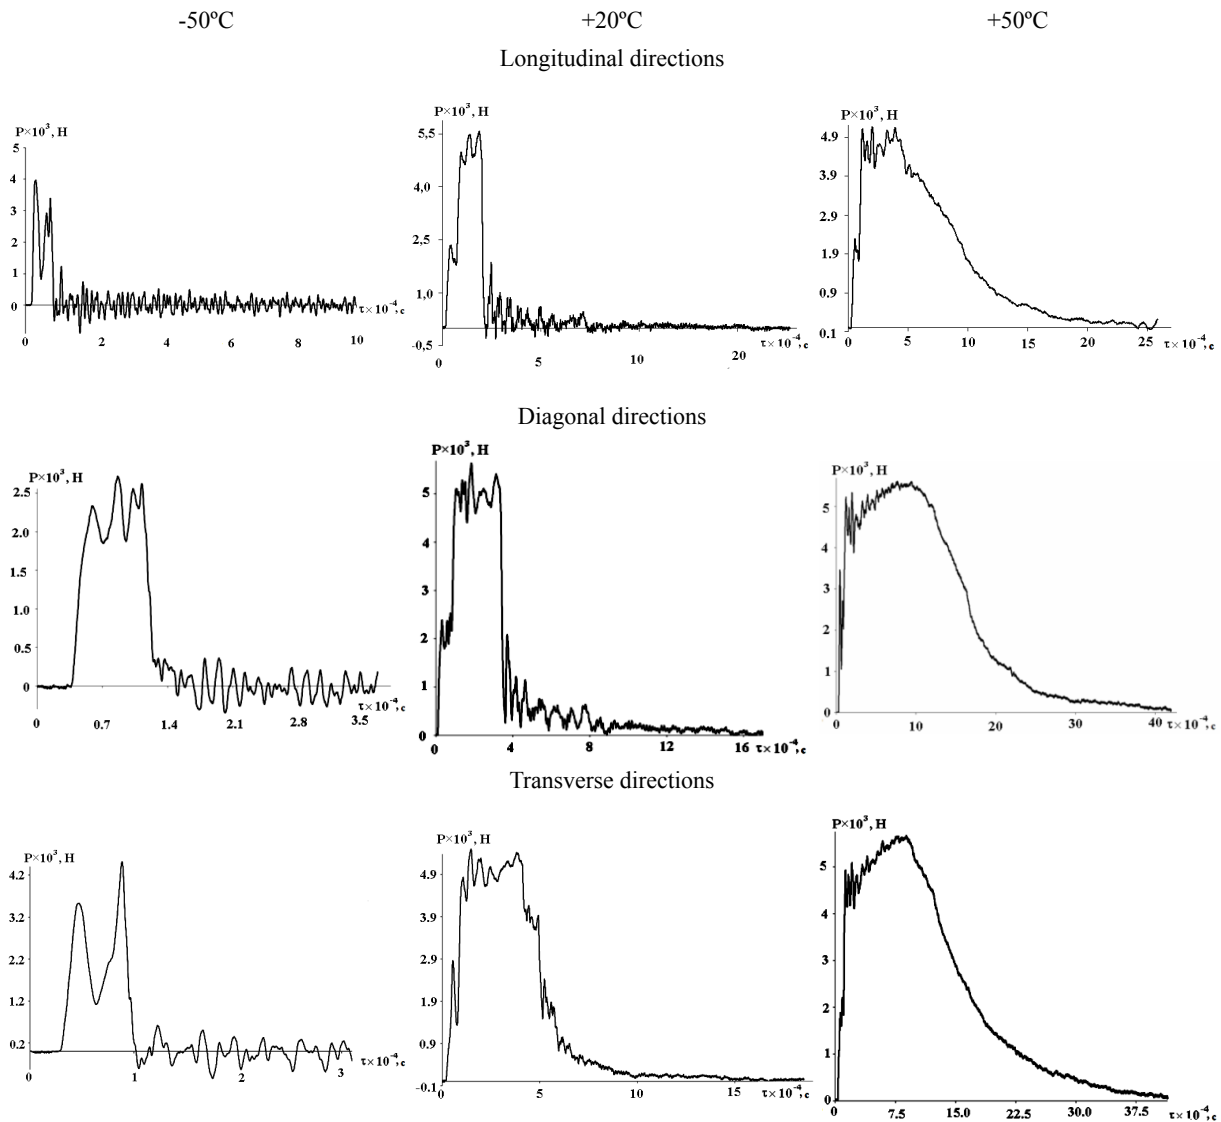 -50ºC +20ºC +50ºC
Longitudinal directions
P×10³, H
5
4
3
2
1
0
0 2 4 6 8 10
τ×10⁻⁴, c
P×10³, H
5,5
4,0
2,5
1,0
-0,5
0 5 10 20
τ×10⁻⁴, c
P×10³, H
4.9
3.9
2.9
1.9
0.9
0.1
0 5 10 15 20 25
τ×10⁻⁴, c
Diagonal directions
P×10³, H
2.5
2.0
1.5
1.0
0.5
0
0 0.7 1.4 2.1 2.8 3.5
τ×10⁻⁴, c
P×10³, H
5
4
3
2
1
0
0 4 8 12 16 τ×10⁻⁴, c
P×10³, H
5
4
3
2
1
0
0 10 20 30 40 τ×10⁻⁴, c
Transverse directions
P×10³, H
4.2
3.2
2.2
1.2
0.2
0 1 2 3
τ×10⁻⁴, c
P×10³, H
4.9
3.9
2.9
1.9
0.9
-0.1
0 5 10 15 τ×10⁻⁴, c
P×10³, H
5
4
3
2
1
0
0 7.5 15.0 22.5 30.0 37.5 τ×10⁻⁴, c